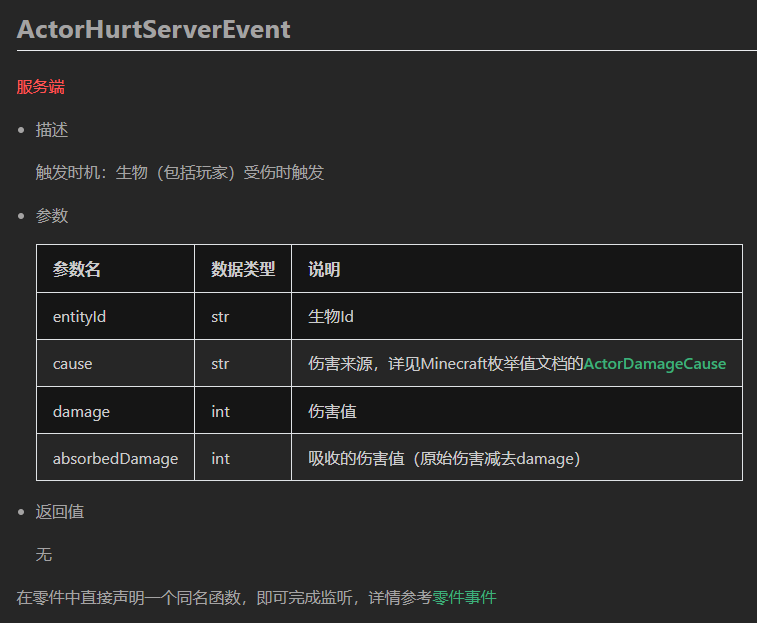 ActorHurtServerEvent
服务端
描述
触发时机：生物（包括玩家）受伤时触发
参数
参数名 数据类型 说明
entityId str 生物Id
cause str 伤害来源，详见Minecraft枚举值文档的ActorDamageCause
damage int 伤害值
absorbedDamage int 吸收的伤害值（原始伤害减去damage）
返回值
无
在零件中直接声明一个同名函数，即可完成监听，详情参考零件事件